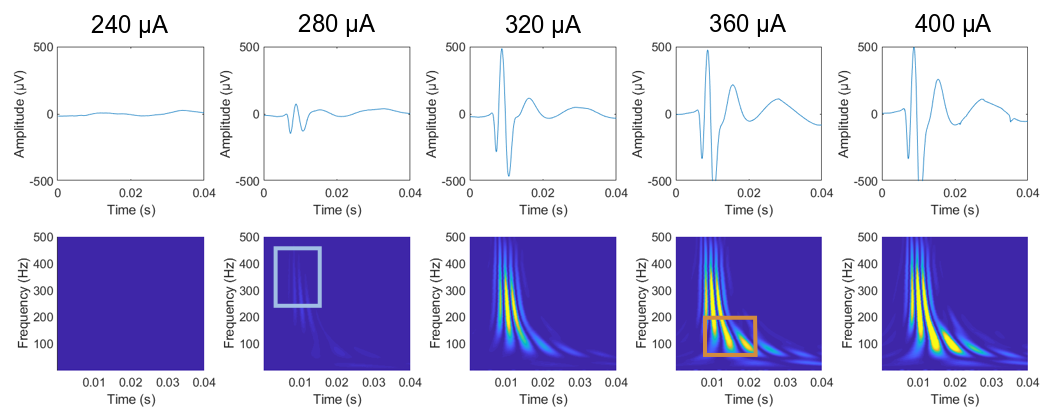 240 µA 280 µA 320 µA 360 µA 400 µA
500 500 500 500 500
Amplitude (µV) Amplitude (µV) Amplitude (µV) Amplitude (µV) Amplitude (µV)
0 0 0 0 0
-500 -500 -500 -500 -500
0 0.02 0.04 0 0.02 0.04 0 0.02 0.04 0 0.02 0.04 0 0.02 0.04
Time (s) Time (s) Time (s) Time (s) Time (s)
500 500 500 500 500
400 400 400 400 400
Frequency (Hz) Frequency (Hz) Frequency (Hz) Frequency (Hz) Frequency (Hz)
300 300 300 300 300
200 200 200 200 200
100 100 100 100 100
0.01 0.02 0.03 0.04 0.01 0.02 0.03 0.04 0.01 0.02 0.03 0.04 0.01 0.02 0.03 0.04 0.01 0.02 0.03 0.04
Time (s) Time (s) Time (s) Time (s) Time (s)